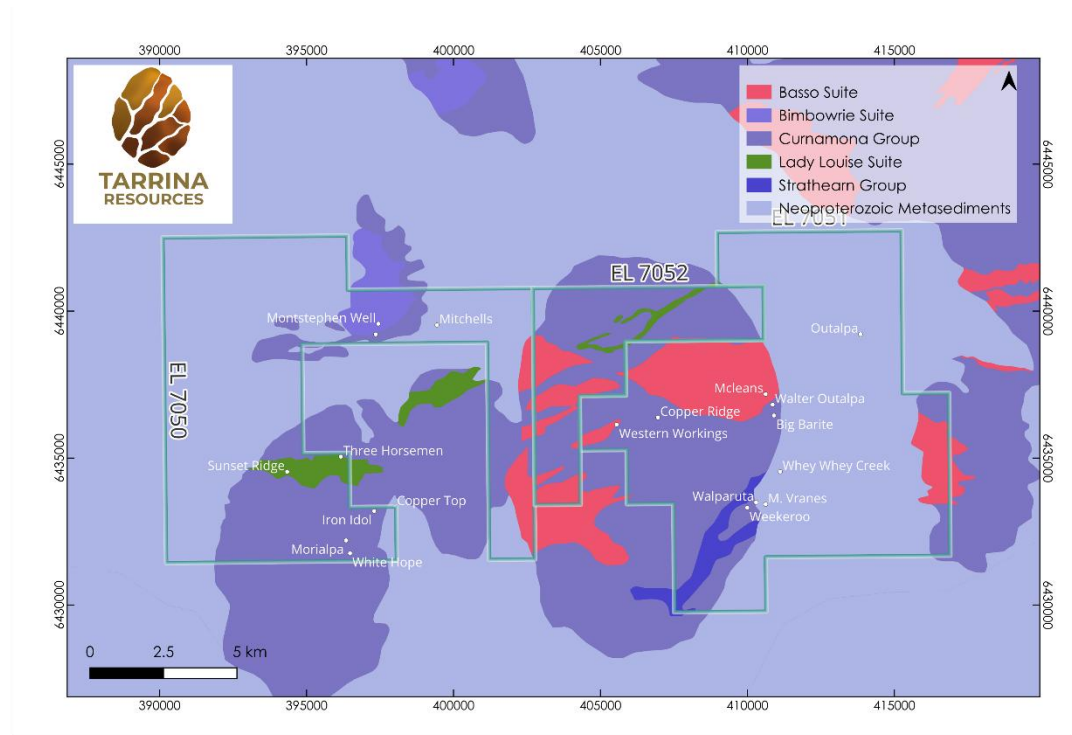 390000 395000 400000 405000 410000 415000
TARRINA
RESOURCES
Basso Suite
Bimbowrie Suite
Curnamona Group
Lady Louise Suite
Strathearn Group
Neoproterozoic Metasediments
6445000
6445000
EL 7051
EL 7052
6440000
6440000
Montstephen Well
Mitchells
Outalpa
EL 7050
Mcleans
Walter Outalpa
Copper Ridge
Big Barite
Western Workings
6435000
6435000
Three Horsemen
Sunset Ridge
Whey Whey Creek
Copper Top
Walparuta
M. Vranes
Iron Idol
Weekeroo
Morialpa
White Hope
6430000
6430000
0 2.5 5 km
390000 395000 400000 405000 410000 415000